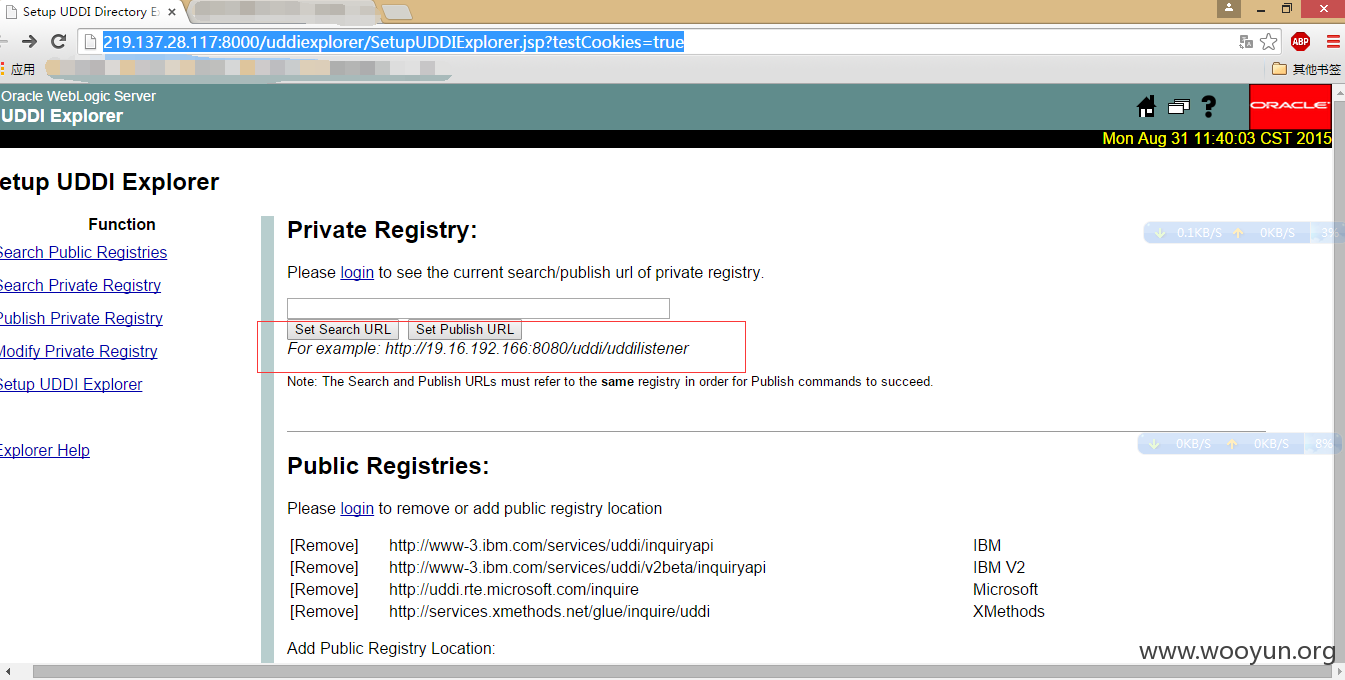 Setup UDDI Directory Ex
219.137.28.117:8000/uddiexplorer/SetupUDDIExplorer.jsp?testCookies=true
ABP
应用
其他书签
Oracle WebLogic Server
UDDI Explorer
ORACLE
Mon Aug 31 11:40:03 CST 2015
etup UDDI Explorer
Function
Search Public Registries
Search Private Registry
Publish Private Registry
Modify Private Registry
Setup UDDI Explorer
Explorer Help
Private Registry:
0.1KB/S 0KB/S 3%
Please login to see the current search/publish url of private registry.
Set Search URL Set Publish URL
For example: http://19.16.192.166:8080/uddi/uddilistener
Note: The Search and Publish URLs must refer to the same registry in order for Publish commands to succeed.
0KB/S 0KB/S 8%
Public Registries:
Please login to remove or add public registry location
[Remove] http://www-3.ibm.com/services/uddi/inquiryapi IBM
[Remove] http://www-3.ibm.com/services/uddi/v2beta/inquiryapi IBM V2
[Remove] http://uddi.rte.microsoft.com/inquire Microsoft
[Remove] http://services.xmethods.net/glue/inquire/uddi XMethods
Add Public Registry Location:
www.wooyun.org